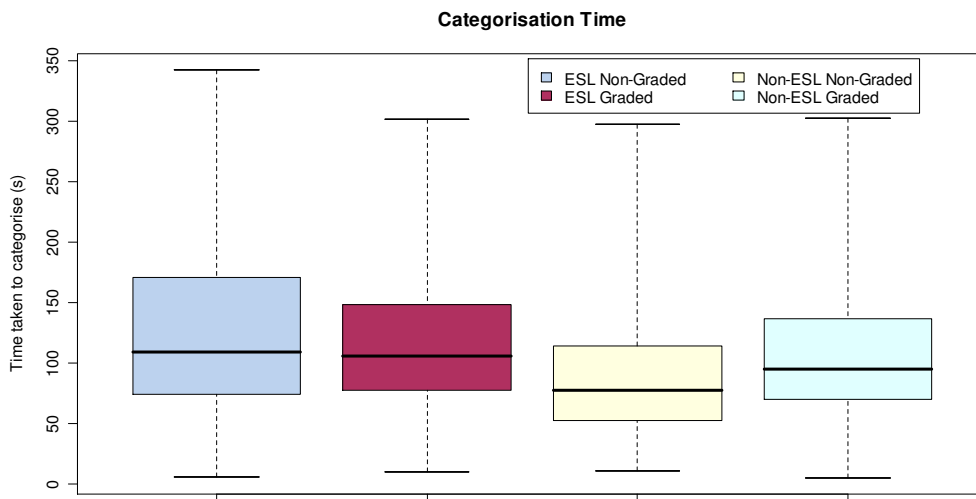 Categorisation Time
350
300
250
200
150
100
50
0
Time taken to categorise (s)
ESL Non-Graded
ESL Graded
Non-ESL Non-Graded
Non-ESL Graded